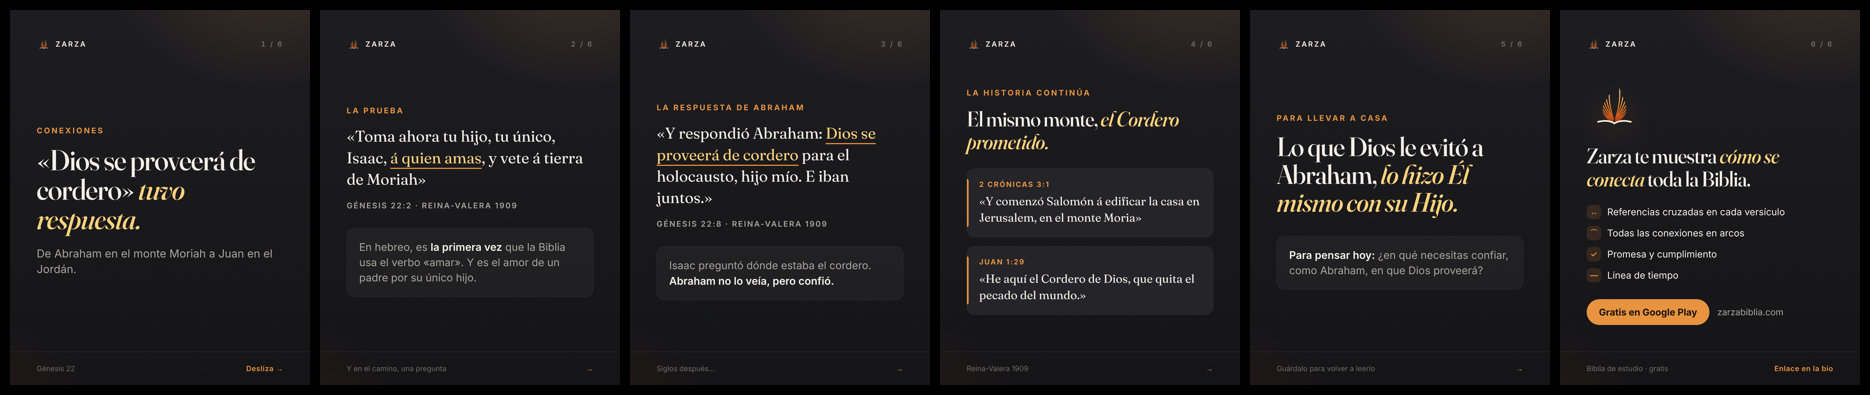 ZARZA
1 / 6
CONEXIONES
«Dios se proveerá de
cordero» tuvo
respuesta.
De Abraham en el monte Moriah a Juan en el
Jordán.
Génesis 22
Desliza →
ZARZA
2 / 6
LA PRUEBA
«Toma ahora tu hijo, tu único,
Isaac, á quien amas, y vete á tierra
de Moriah»
GÉNESIS 22:2 · REINA-VALERA 1909
En hebreo, es la primera vez que la Biblia
usa el verbo «amar». Y es el amor de un
padre por su único hijo.
Y en el camino, una pregunta
→
ZARZA
3 / 6
LA RESPUESTA DE ABRAHAM
«Y respondió Abraham: Dios se
proveerá de cordero para el
holocausto, hijo mío. E iban
juntos.»
GÉNESIS 22:8 · REINA-VALERA 1909
Isaac preguntó dónde estaba el cordero.
Abraham no lo veía, pero confió.
Siglos después...
→
ZARZA
4 / 6
LA HISTORIA CONTINÚA
El mismo monte, el Cordero
prometido.
2 CRÓNICAS 3:1
«Y comenzó Salomón á edificar la casa en
Jerusalem, en el monte Moria»
JUAN 1:29
«He aquí el Cordero de Dios, que quita el
pecado del mundo.»
Reina-Valera 1909
→
ZARZA
5 / 6
PARA LLEVAR A CASA
Lo que Dios le evitó a
Abraham, lo hizo Él
mismo con su Hijo.
Para pensar hoy: ¿en qué necesitas confiar,
como Abraham, en que Dios proveerá?
Guárdalo para volver a leerlo
→
ZARZA
6 / 6
Zarza te muestra cómo se
conecta toda la Biblia.
Referencias cruzadas en cada versículo
Todas las conexiones en arcos
Promesa y cumplimiento
Línea de tiempo
Gratis en Google Play
zarzabiblia.com
Biblia de estudio · gratis
Enlace en la bio